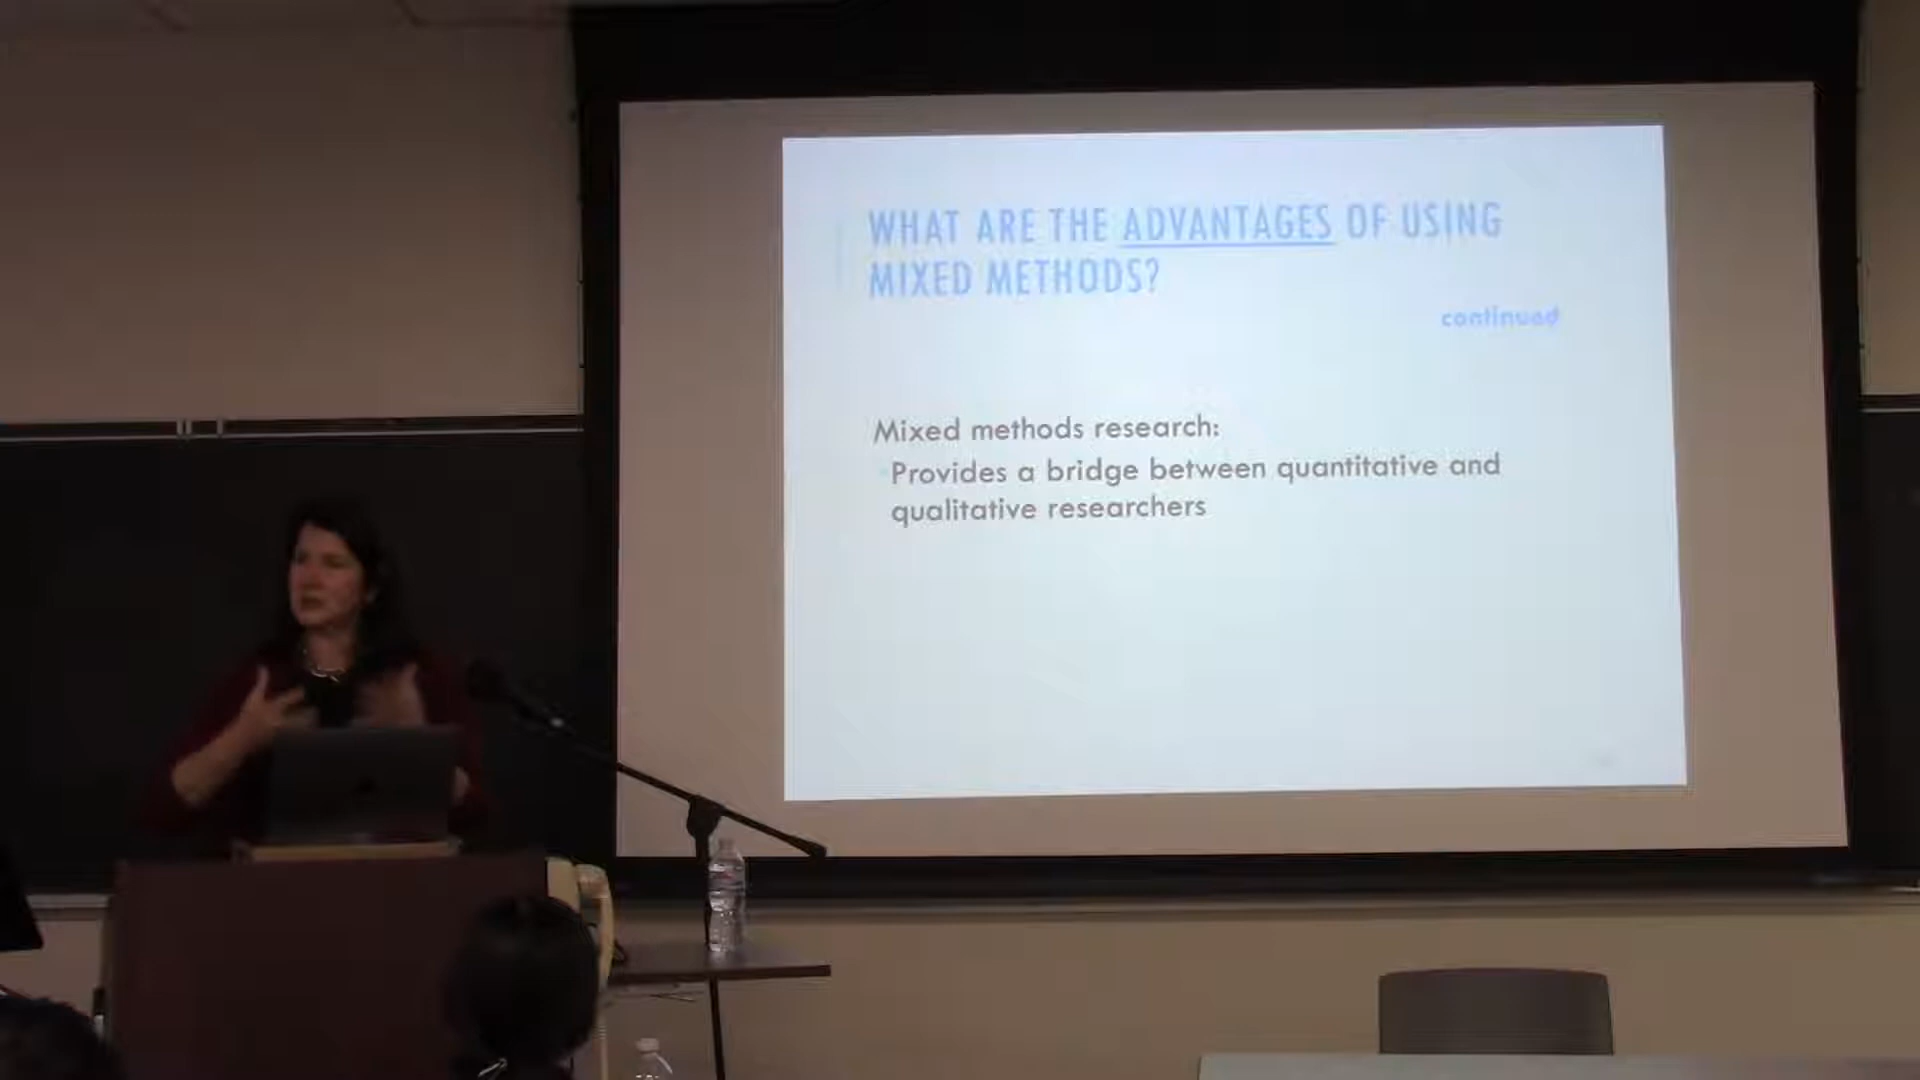 WHAT ARE THE ADVANTAGES OF USING
MIXED METHODS?
continued
Mixed methods research:
Provides a bridge between quantitative and
qualitative researchers